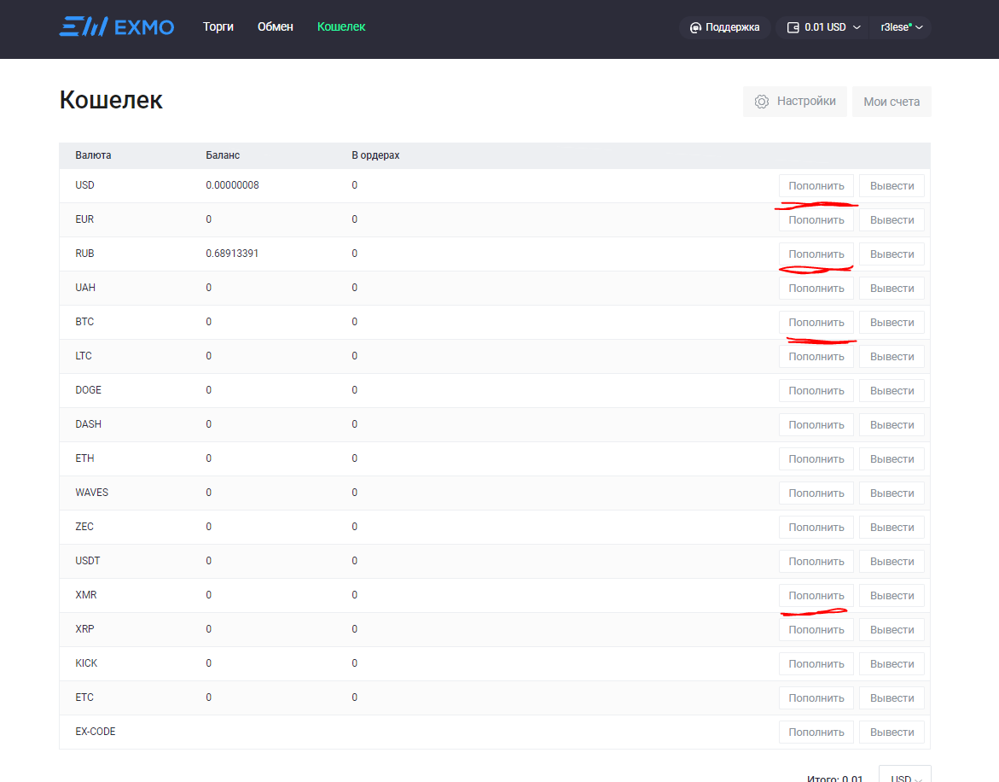 EXMO Торги Обмен Кошелек Поддержка 0.01 USD r3lese
Кошелек Настройки Мои счета
Валюта Баланс В ордерах
USD 0.00000008 0 Пополнить Вывести
EUR 0 0 Пополнить Вывести
RUB 0.68913391 0 Пополнить Вывести
UAH 0 0 Пополнить Вывести
BTC 0 0 Пополнить Вывести
LTC 0 0 Пополнить Вывести
DOGE 0 0 Пополнить Вывести
DASH 0 0 Пополнить Вывести
ETH 0 0 Пополнить Вывести
WAVES 0 0 Пополнить Вывести
ZEC 0 0 Пополнить Вывести
USDT 0 0 Пополнить Вывести
XMR 0 0 Пополнить Вывести
XRP 0 0 Пополнить Вывести
KICK 0 0 Пополнить Вывести
ETC 0 0 Пополнить Вывести
EX-CODE Пополнить Вывести
Итого: 0.01 USD